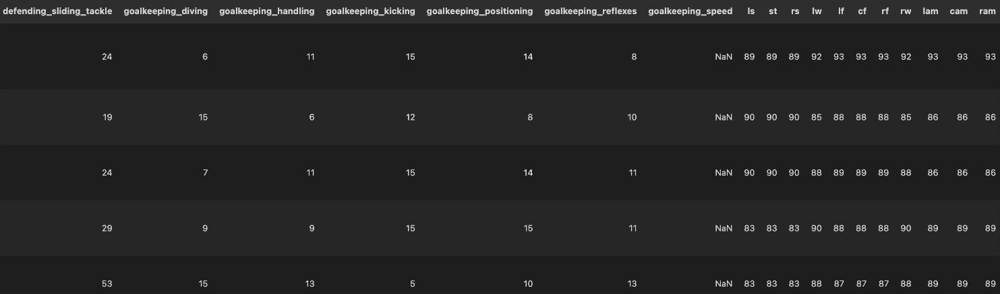 defending_sliding_tackle goalkeeping_diving goalkeeping_handling goalkeeping_kicking goalkeeping_positioning goalkeeping_reflexes goalkeeping_speed ls st rs lw lf cf rf rw lam cam ram
24 6 11 15 14 8 NaN 89 89 89 92 93 93 93 92 93 93 93
19 15 6 12 8 10 NaN 90 90 90 85 88 88 88 85 86 86 86
24 7 11 15 14 11 NaN 90 90 90 88 89 89 89 88 86 86 86
29 9 9 15 15 11 NaN 83 83 83 90 88 88 88 90 89 89 89
53 15 13 5 10 13 NaN 83 83 83 88 87 87 87 88 89 89 89